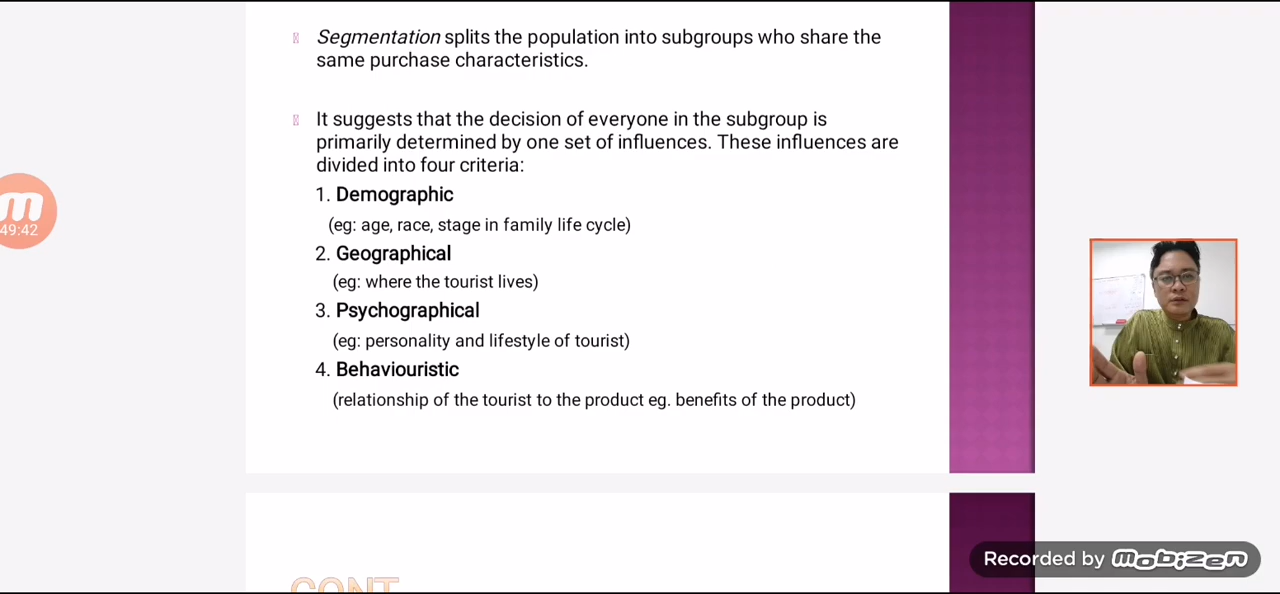 Segmentation splits the population into subgroups who share the
same purchase characteristics.
It suggests that the decision of everyone in the subgroup is
primarily determined by one set of influences. These influences are
divided into four criteria:
1. Demographic
(eg: age, race, stage in family life cycle)
2. Geographical
(eg: where the tourist lives)
3. Psychographical
(eg: personality and lifestyle of tourist)
4. Behaviouristic
(relationship of the tourist to the product eg. benefits of the product)
49:42
CONT
Recorded by mobizen